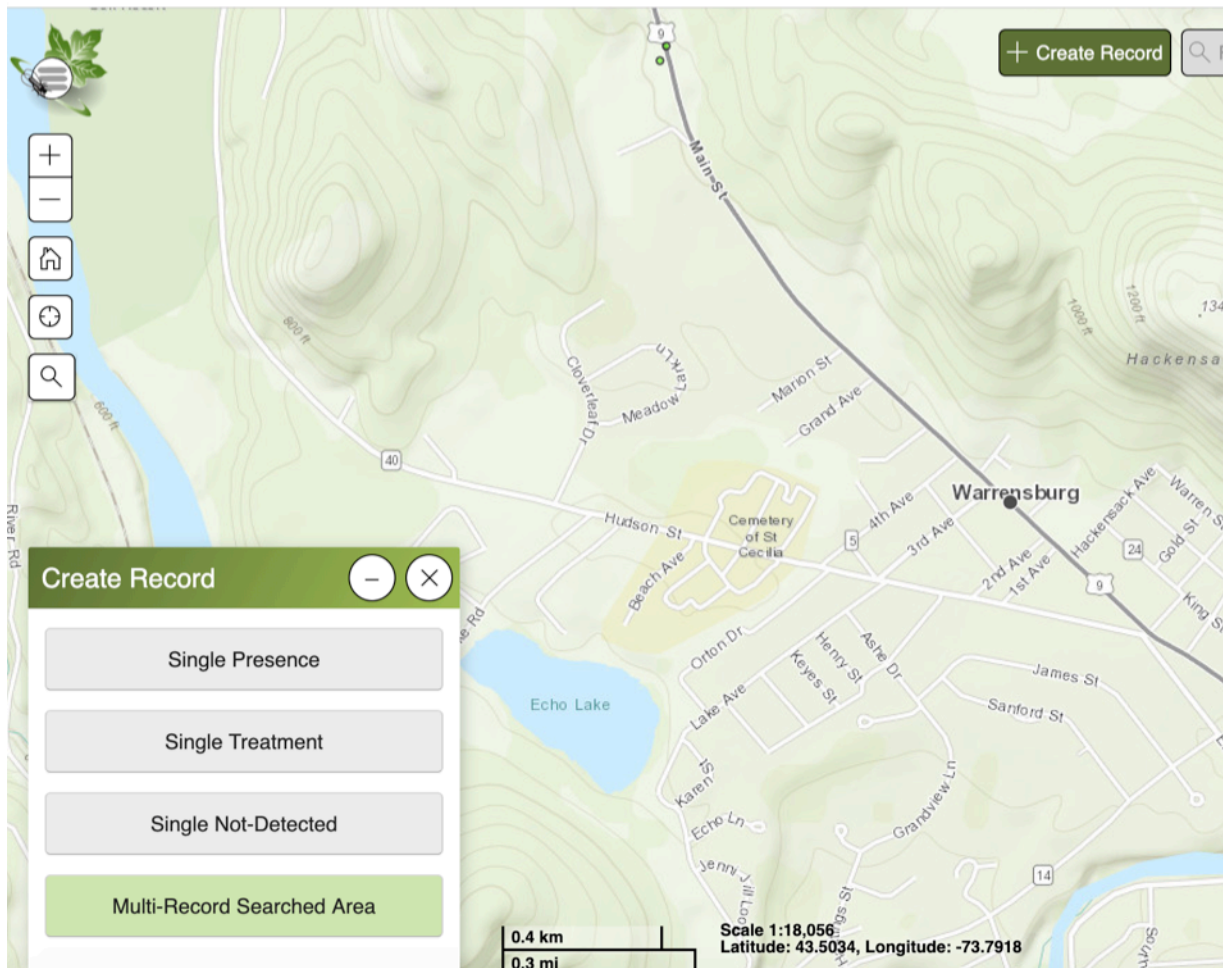 9
+ Create Record
Main St
800 ft
600 ft
1000 ft
1200 ft
Hackensa
Cloverleaf Dr
Meadow Lark Ln
Marion St
Grand Ave
40
Hudson St
Cemetery
of St
Cecilia
Beach Ave
5
4th Ave
3rd Ave
2nd Ave
1st Ave
Warrensburg
Hackensack Ave
Warren S
Gold St
24
9
King S
River Rd
Create Record
Single Presence
Single Treatment
Single Not-Detected
Multi-Record Searched Area
Echo Lake
Orton Dr
Lake Ave
Henry St
Keyes St
Ashe Dr
James St
Sanford St
Karen St
Echo Ln
Grandview Ln
14
0.4 km
0.3 mi
Scale 1:18,056
Latitude: 43.5034, Longitude: -73.7918